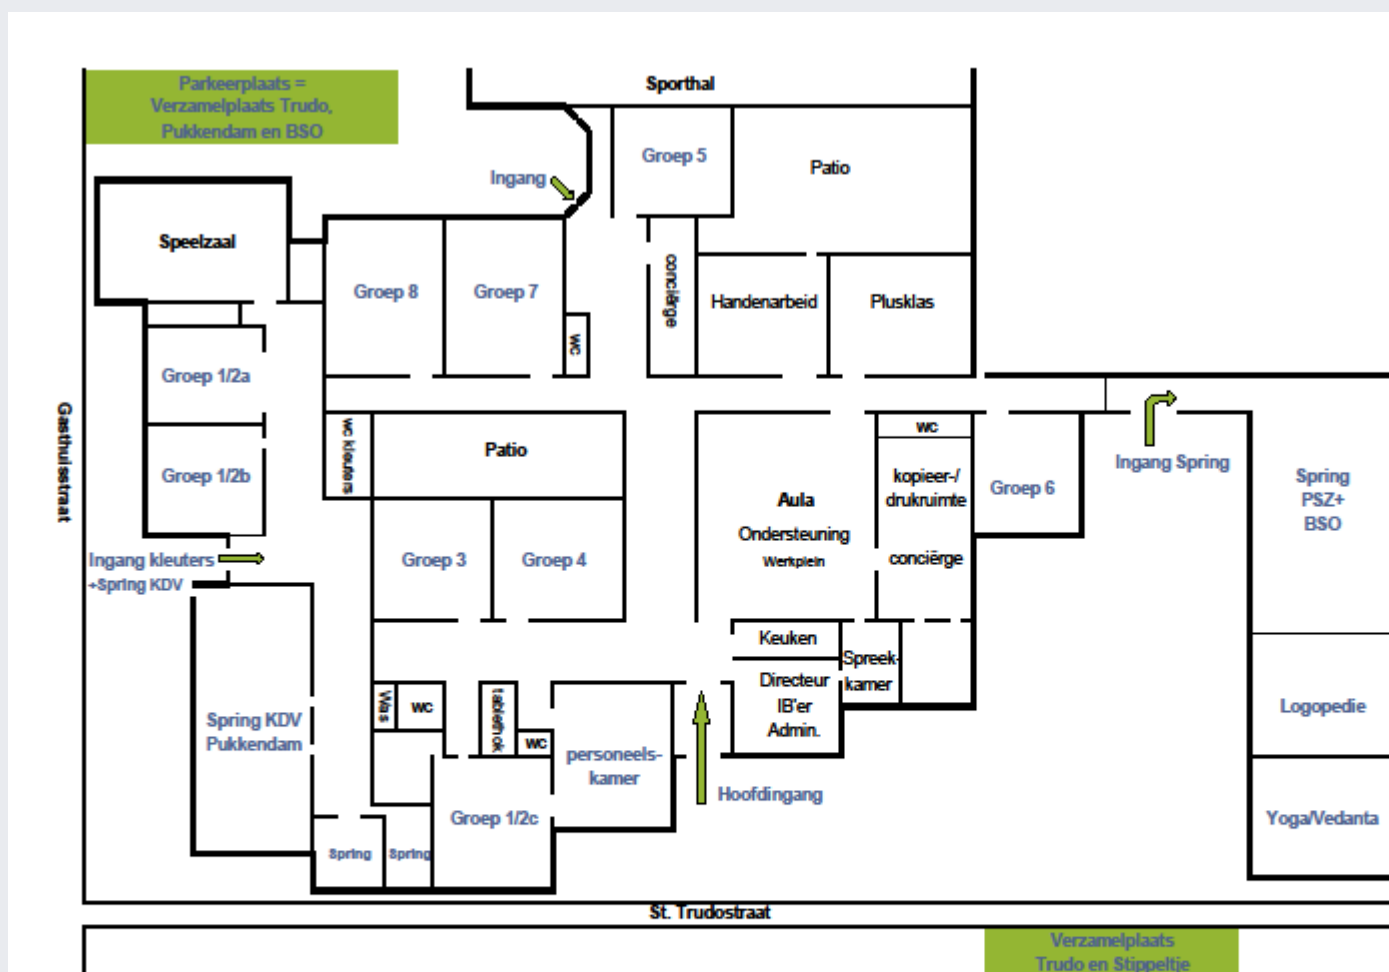 Parkeerplaats =
Verzamelplaats Trudo,
Pukkendam en BSO
Sporthal
Groep 5
Patio
Ingang
Speelzaal
Groep 8
Groep 7
conciërge
Handenarbeid
Plusklas
wc
Groep 1/2a
Gasthuisstraat
wc kleuters
Patio
wc
Groep 1/2b
Aula
Ondersteuning
Werkplein
kopieer-/
drukruimte
conciërge
Groep 6
Ingang Spring
Spring
PSZ+
BSO
Ingang kleuters
+Spring KDV
Groep 3
Groep 4
Keuken
Spreek-
kamer
Directeur
IB'er
Admin.
Was
wc
tablethok
wc
personeels-
kamer
Spring KDV
Pukkendam
Logopedie
Hoofdingang
Groep 1/2c
Yoga/Vedanta
Spring
Spring
St. Trudostraat
Verzamelplaats
Trudo en Stippeltje